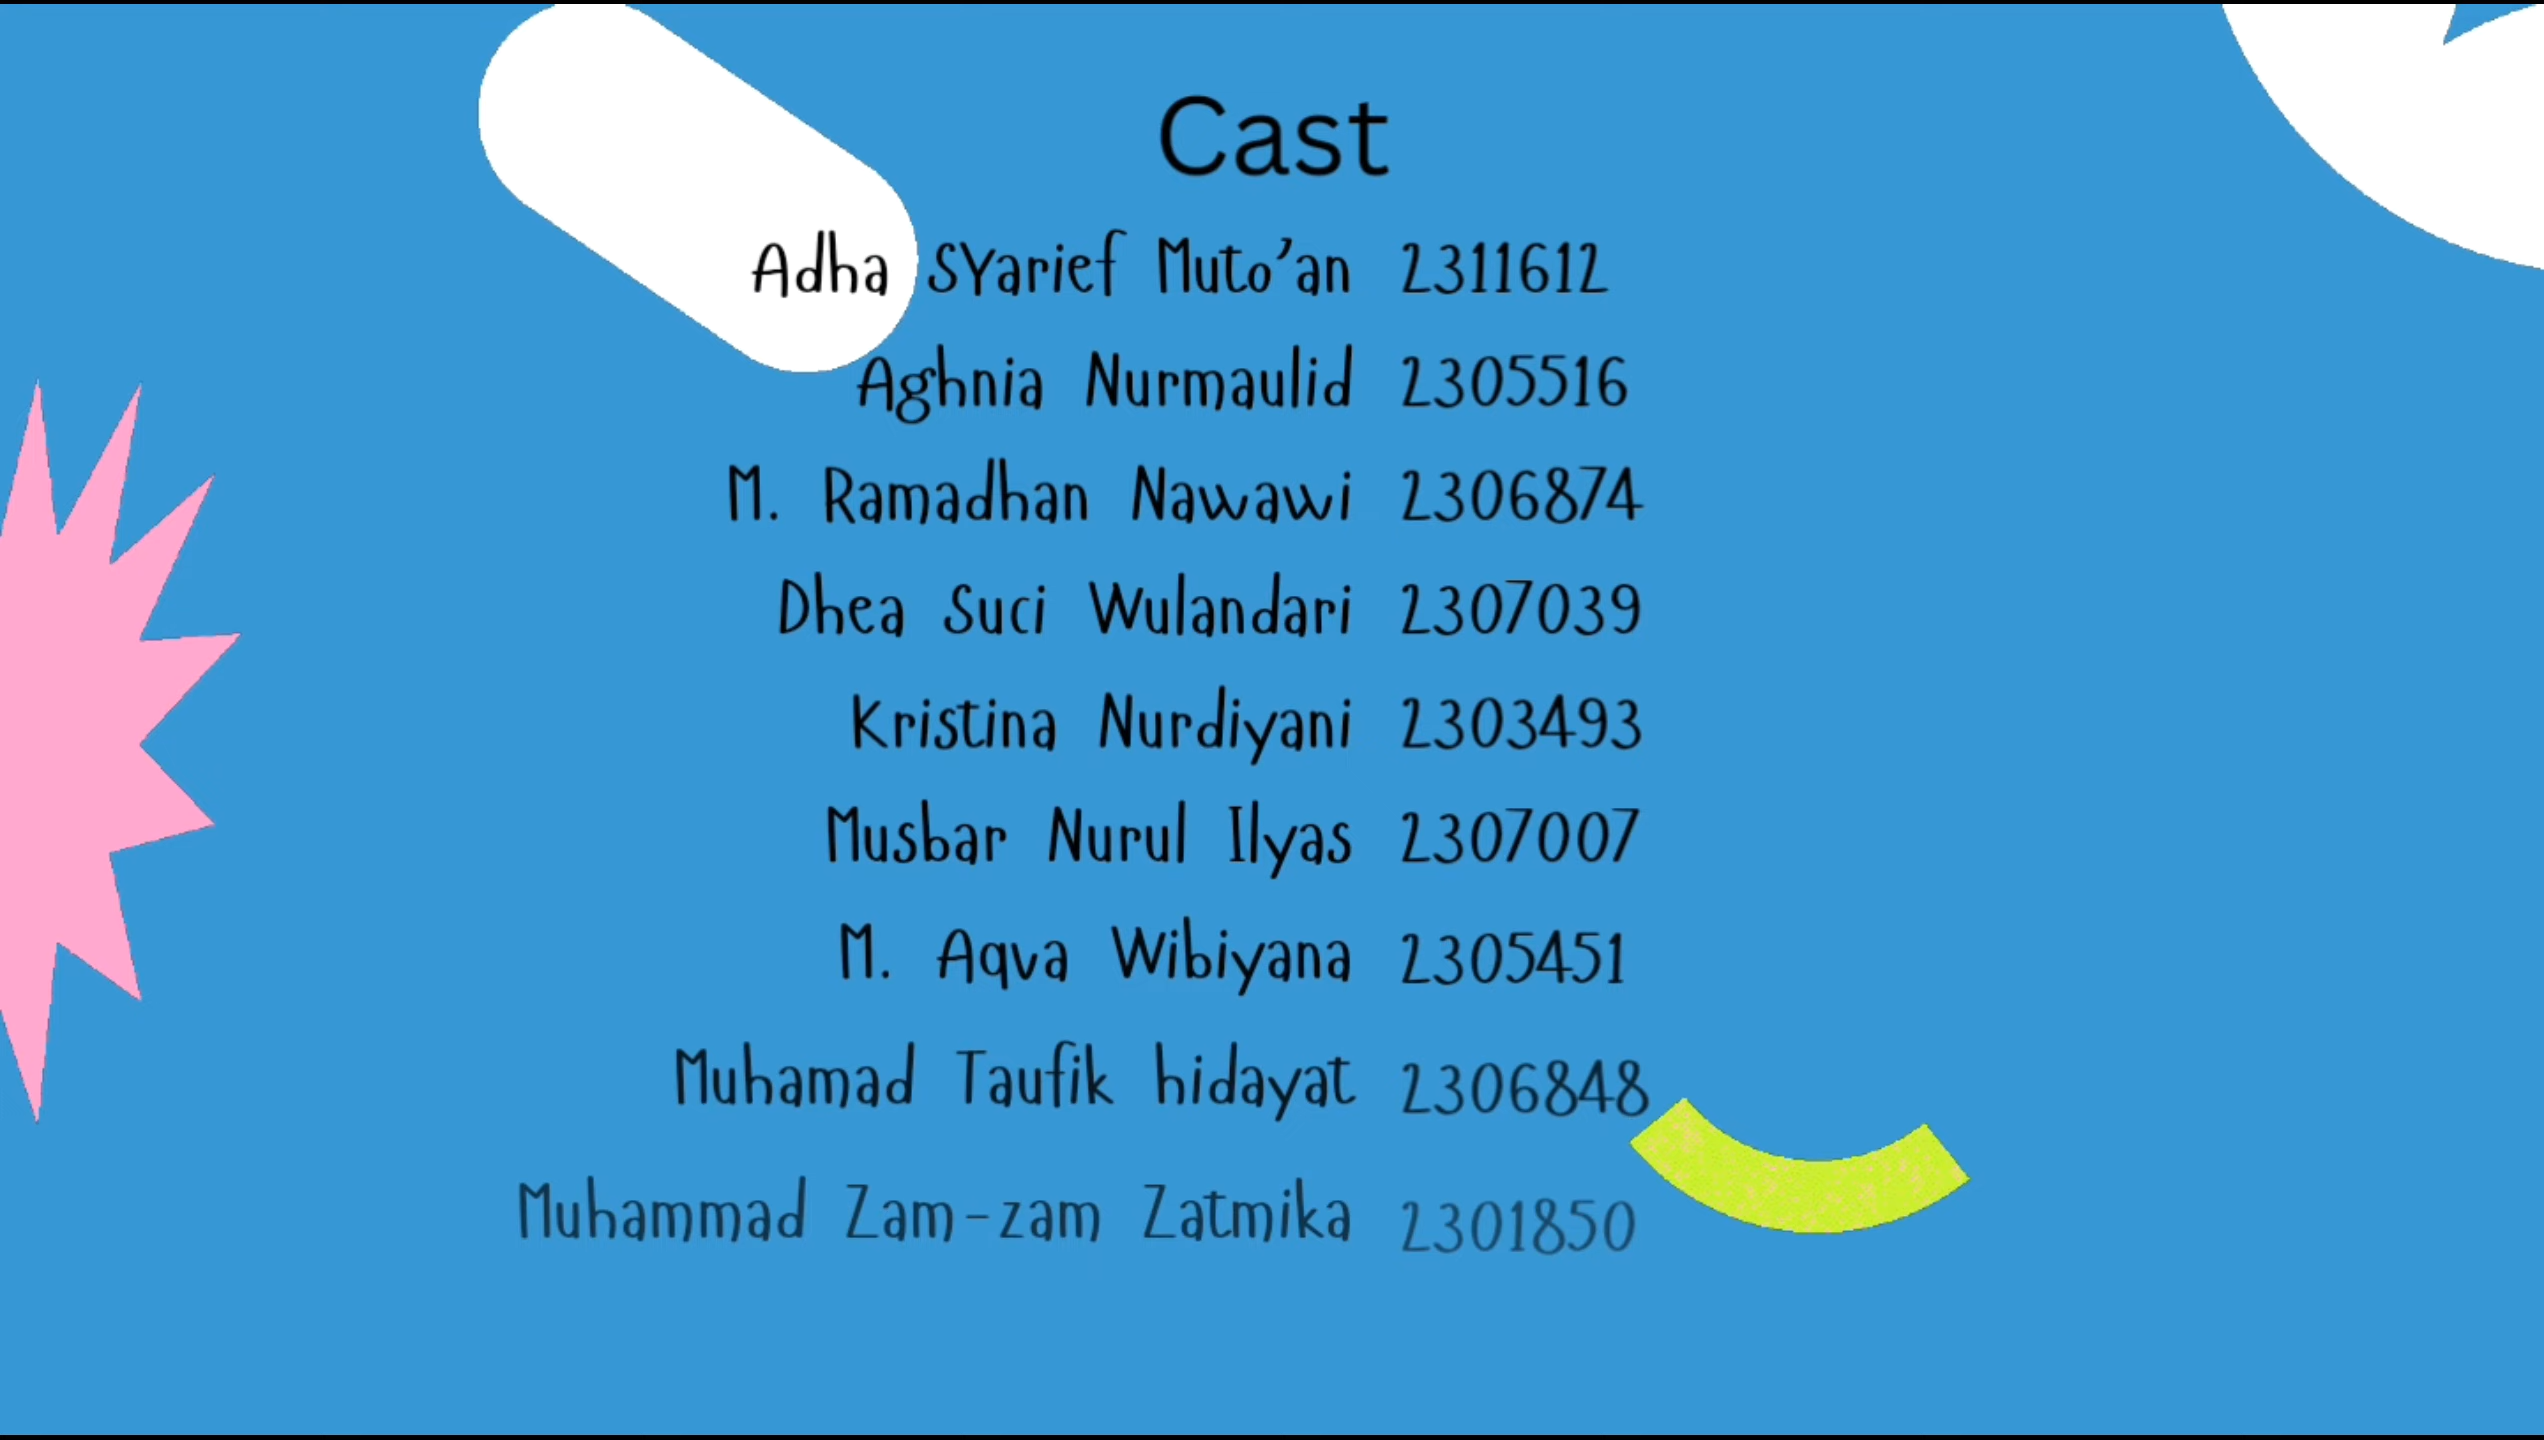 Cast
Adha SYarief Muto’an 2311612
Aghnia Nurmaulid 2305516
M. Ramadhan Nawawi 2306874
Dhea Suci Wulandari 2307039
Kristina Nurdiyani 2303493
Musbar Nurul Ilyas 2307007
M. Aqva Wibiyana 2305451
Muhamad Taufik hidayat 2306848
Muhammad Zam-zam Zatmika 2301850